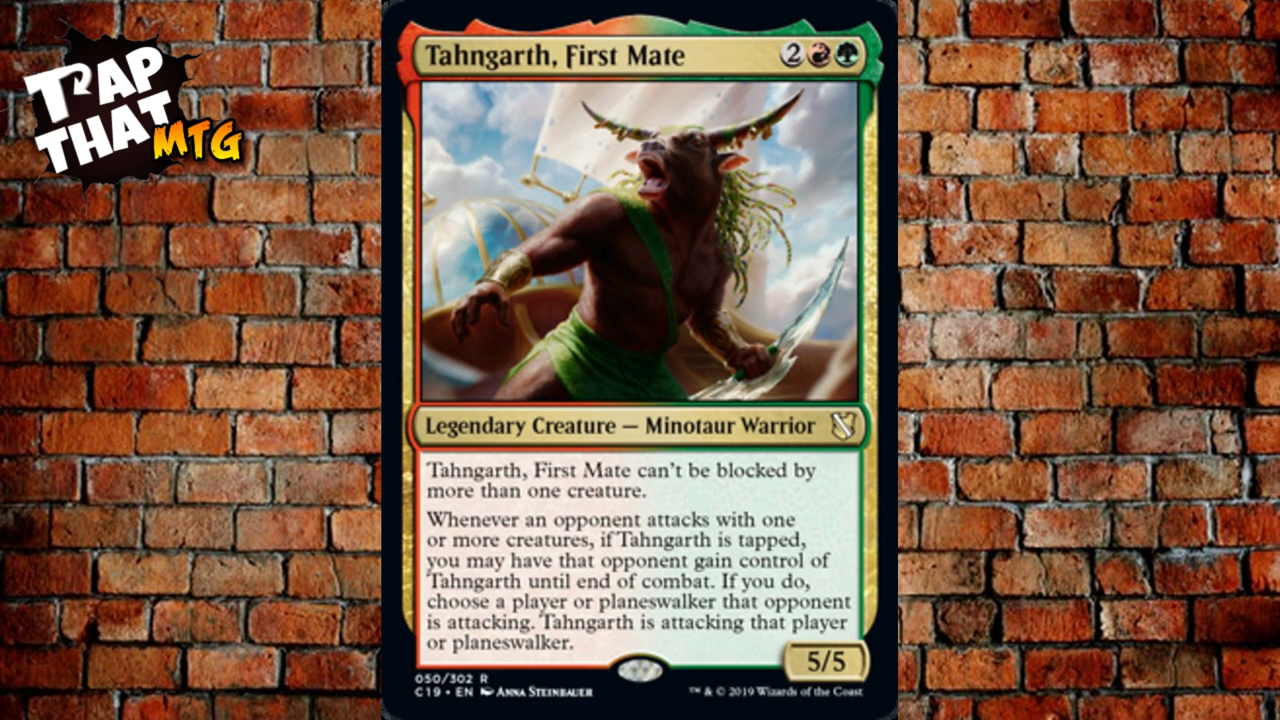 TRAP
THAT
MTG
Tahngarth, First Mate 2
Legendary Creature — Minotaur Warrior
Tahngarth, First Mate can't be blocked by
more than one creature.
Whenever an opponent attacks with one
or more creatures, if Tahngarth is tapped,
you may have that opponent gain control of
Tahngarth until end of combat. If you do,
choose a player or planeswalker that opponent
is attacking. Tahngarth is attacking that player
or planeswalker.
5/5
050/302 R
C19 • EN ANNA STEINBAUER
™ & © 2019 Wizards of the Coast